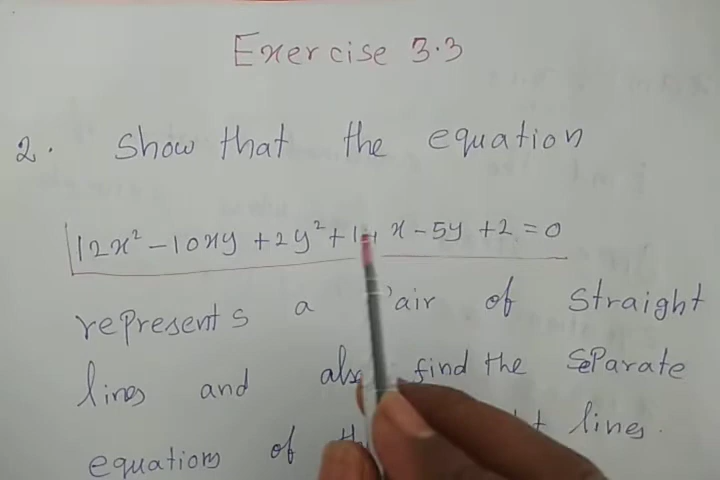 Exercise 3.3
2. Show that the equation
12x² - 10xy + 2y² + 1 x - 5y + 2 = 0
represents a air of straight
lines and also find the separate
equations of lines.